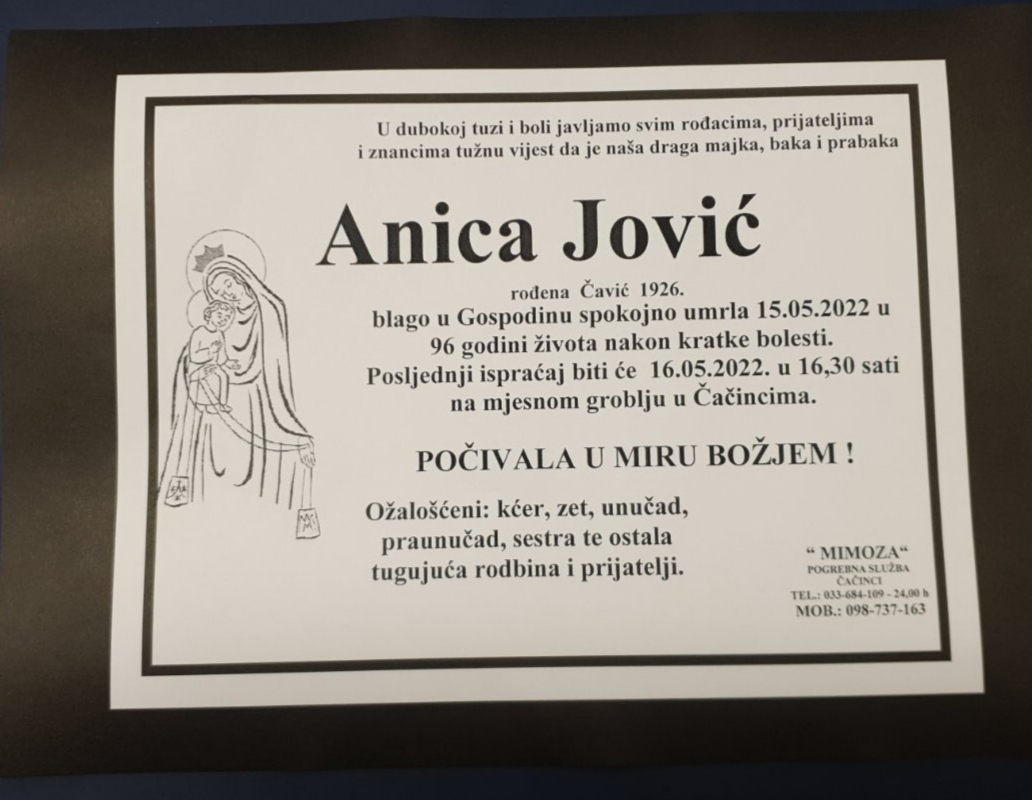 U dubokoj tuzi i boli javljamo svim rođacima, prijateljima
i znancima tužnu vijest da je naša draga majka, baka i prabaka
Anica Jović
rođena Čavić 1926.
blago u Gospodinu spokojno umrla 15.05.2022 u
96 godini života nakon kratke bolesti.
Posljednji ispraćaj biti će 16.05.2022. u 16,30 sati
na mjesnom groblju u Čačincima.
POČIVALA U MIRU BOŽJEM !
Ožalošćeni: kćer, zet, unučad,
praunučad, sestra te ostala
tugujuća rodbina i prijatelji.
“ MIMOZA“
POGREBNA SLUŽBA
ČAČINCI
TEL.: 033-684-109 - 24,00 h
MOB.: 098-737-163